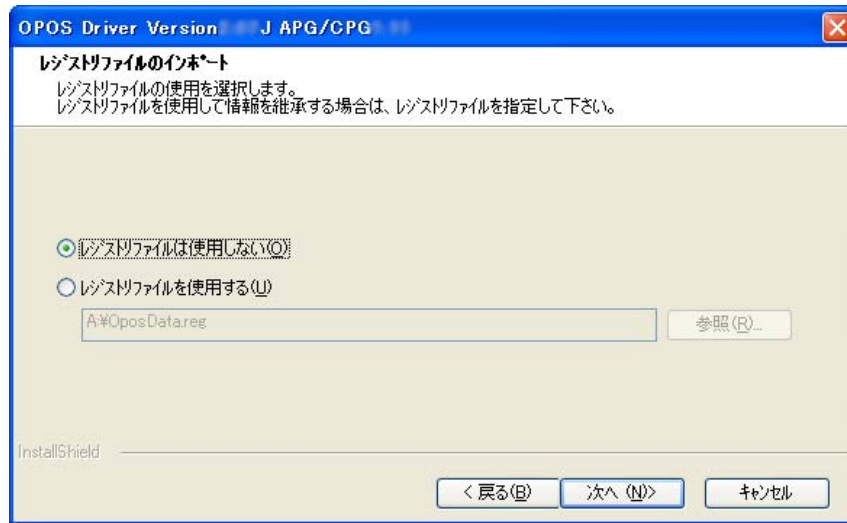 OPOS Driver Version J APG/CPG
レジストリファイルのインポート
レジストリファイルの使用を選択します。
レジストリファイルを使用して情報を継承する場合は、レジストリファイルを指定して下さい。
レジストリファイルは使用しない(O)
レジストリファイルを使用する(U)
A:¥OposData.reg
参照(R)...
InstallShield
< 戻る(B)
次へ (N)>
キャンセル